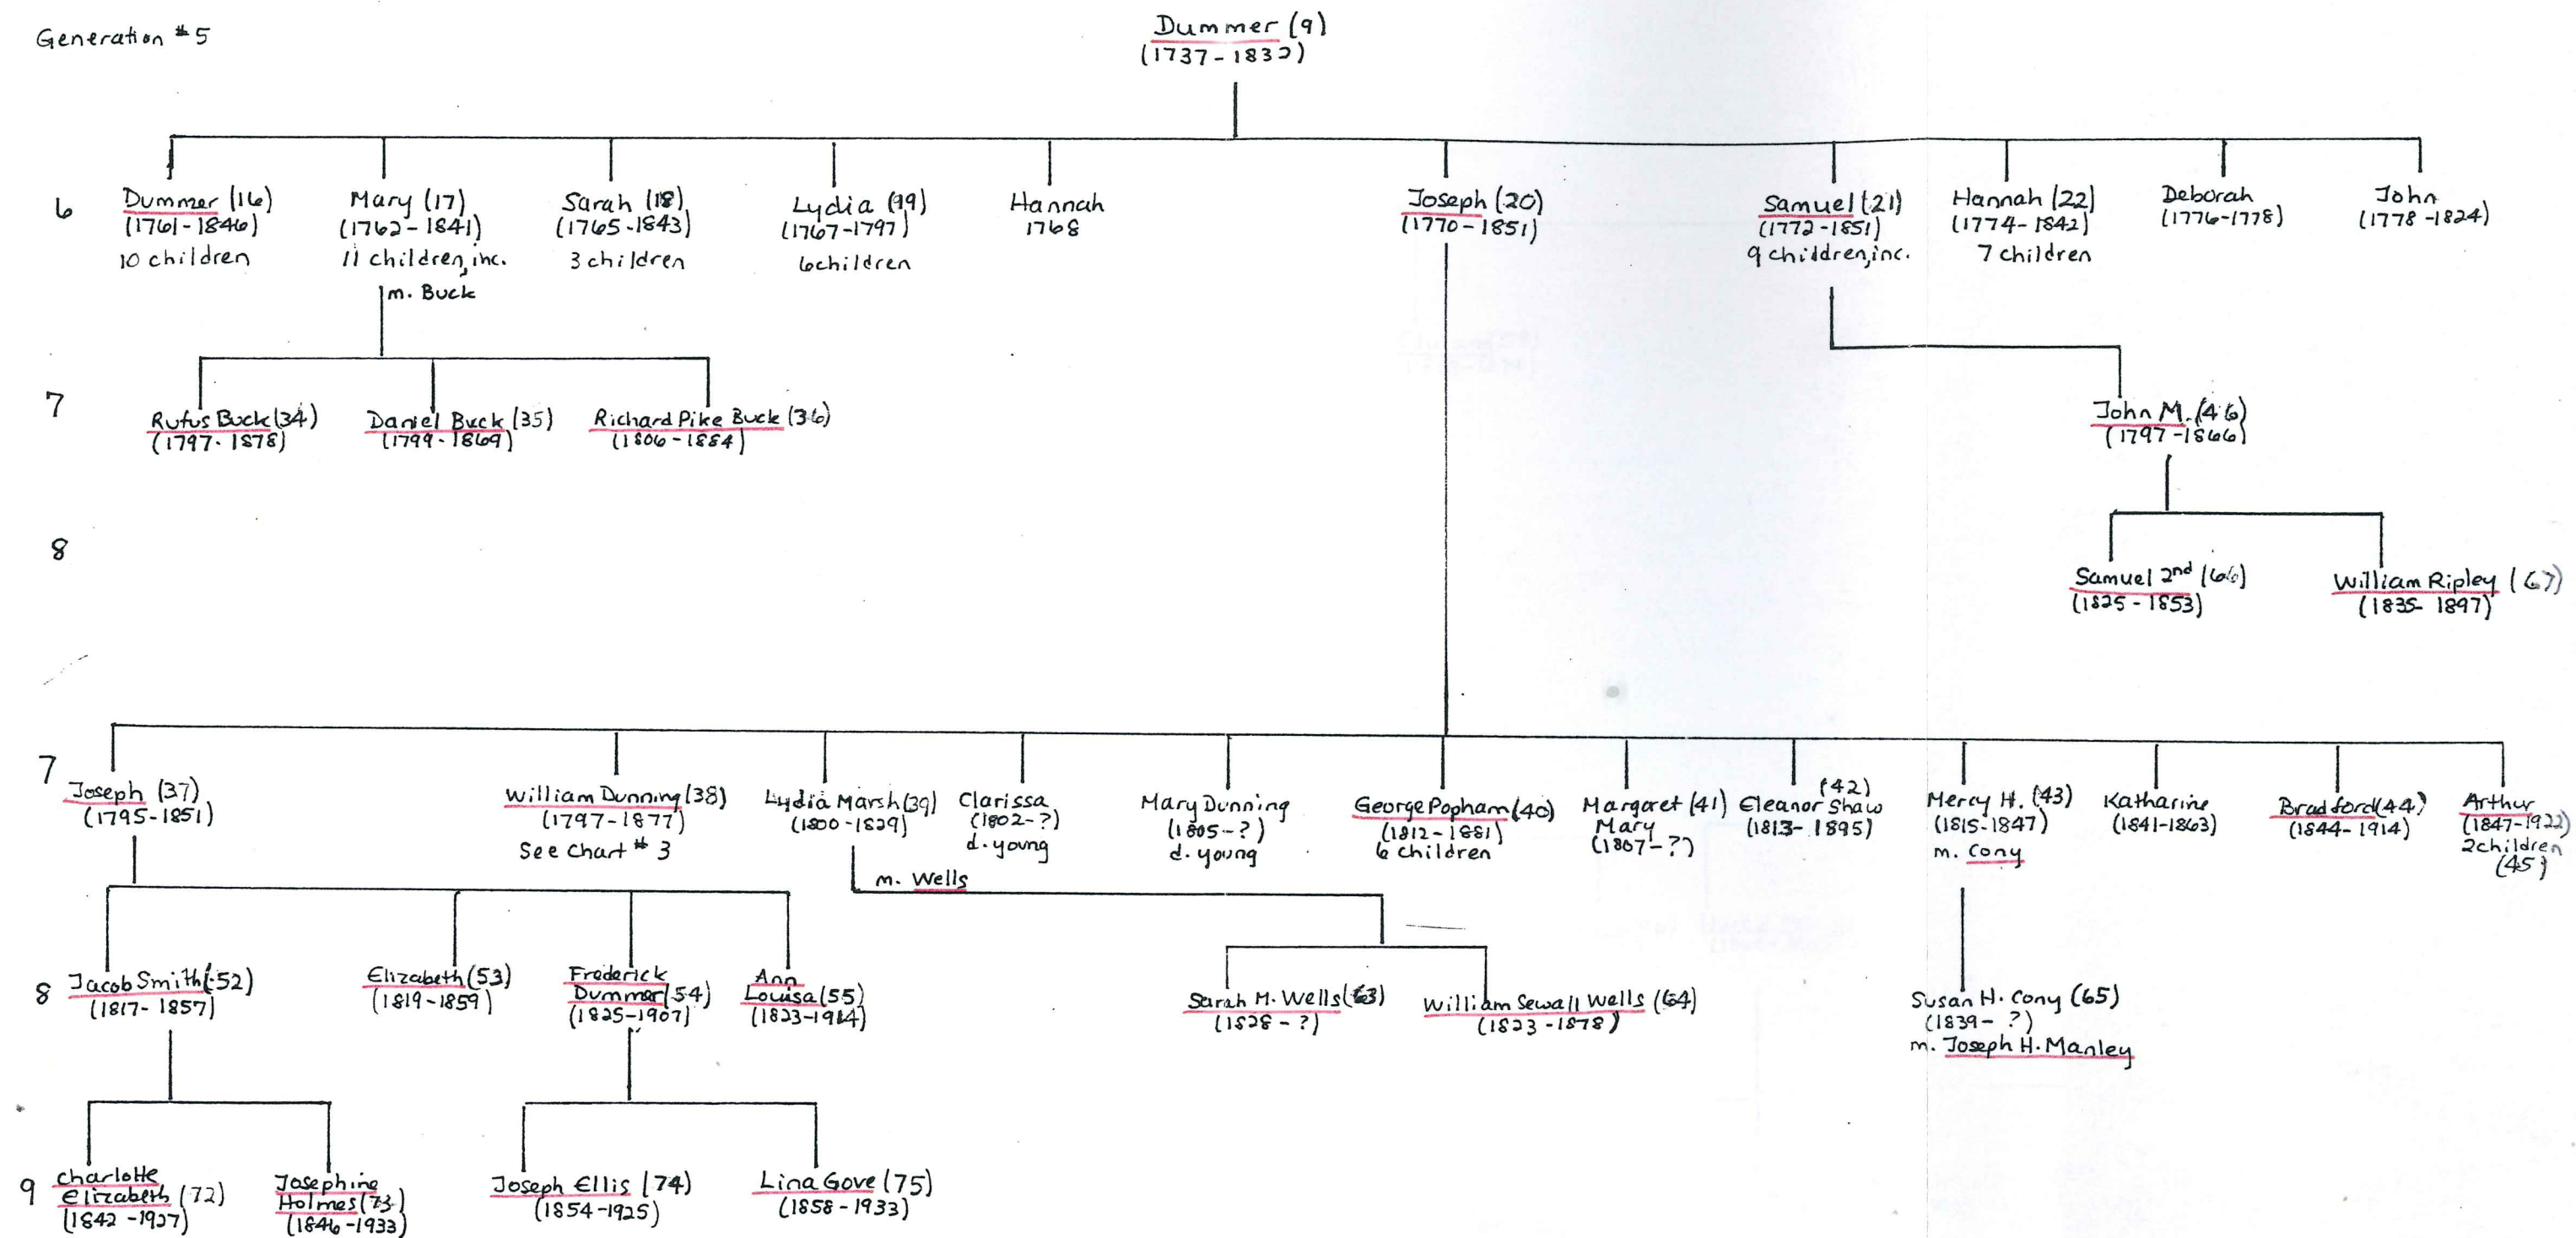 Generation #5
Dummer (9)
(1737-1832)
6
Dummer (16)
(1761-1846)
10 children
Mary (17)
(1762-1841)
11 children, inc.
m. Buck
Sarah (18)
(1765-1843)
3 children
Lydia (19)
(1767-1797)
6 children
Hannah
1768
Joseph (20)
(1770-1851)
Samuel (21)
(1772-1851)
9 children, inc.
Hannah (22)
(1774-1842)
7 children
Deborah
(1776-1778)
John
(1778-1824)
7
Rufus Buck (34)
(1797-1878)
Daniel Buck (35)
(1799-1869)
Richard Pike Buck (36)
(1806-1884)
John M. (46)
(1797-1866)
8
Samuel 2nd (66)
(1825-1853)
William Ripley (67)
(1835-1897)
7
Joseph (37)
(1795-1851)
William Dunning (38)
(1797-1877)
See Chart #3
Lydia Marsh (39)
(1800-1829)
m. Wells
Clarissa
(1802-?)
d. young
Mary Dunning
(1805-?)
d. young
George Popham (40)
(1812-1881)
6 children
Margaret (41)
Mary
(1807-?)
(42)
Eleanor Shaw
(1813-1895)
Mercy H. (43)
(1815-1847)
m. Cony
Katharine
(1841-1863)
Bradford (44)
(1844-1914)
Arthur
(1847-1922)
2 children
(45)
8
Jacob Smith (52)
(1817-1857)
Elizabeth (53)
(1819-1859)
Frederick
Dummer (54)
(1825-1907)
Ann
Louisa (55)
(1823-1914)
Sarah M. Wells (63)
(1828-?)
William Sewall Wells (64)
(1823-1878)
Susan H. Cony (65)
(1839-?)
m. Joseph H. Manley
9
Charlotte
Elizabeth (72)
(1842-1927)
Josephine
Holmes (73)
(1846-1933)
Joseph Ellis (74)
(1854-1925)
Lina Gove (75)
(1858-1933)